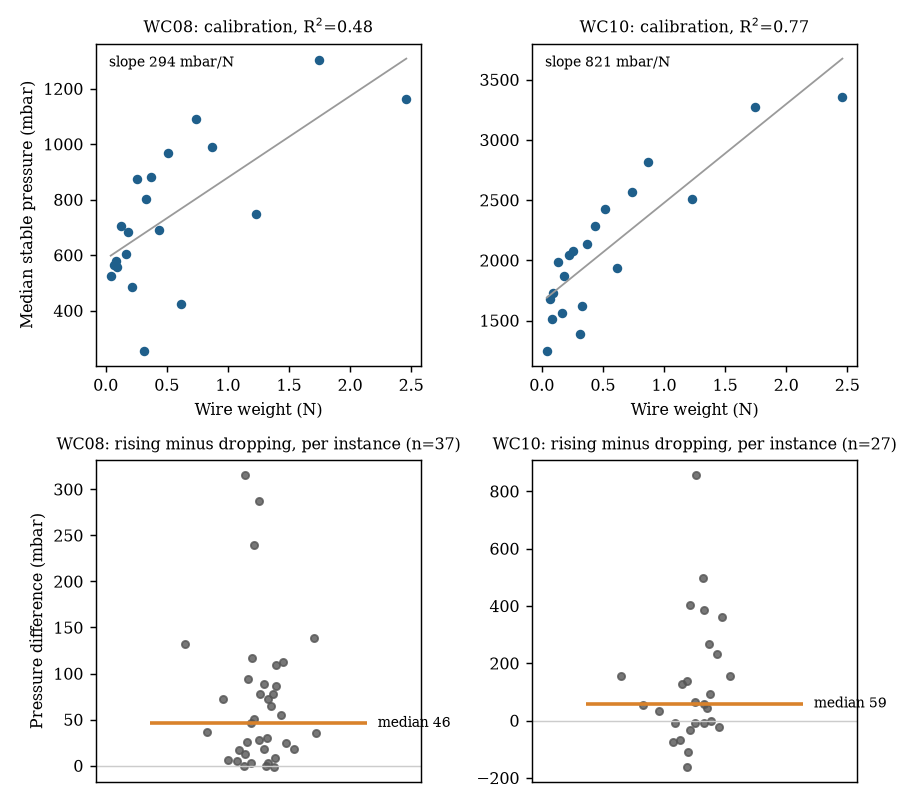 WC08: calibration, R²=0.48
slope 294 mbar/N
Median stable pressure (mbar)
1200
1000
800
600
400
0.0 0.5 1.0 1.5 2.0 2.5
Wire weight (N)
WC10: calibration, R²=0.77
slope 821 mbar/N
3500
3000
2500
2000
1500
0.0 0.5 1.0 1.5 2.0 2.5
Wire weight (N)
WC08: rising minus dropping, per instance (n=37)
Pressure difference (mbar)
300
250
200
150
100
50
0
median 46
WC10: rising minus dropping, per instance (n=27)
800
600
400
200
0
−200
median 59